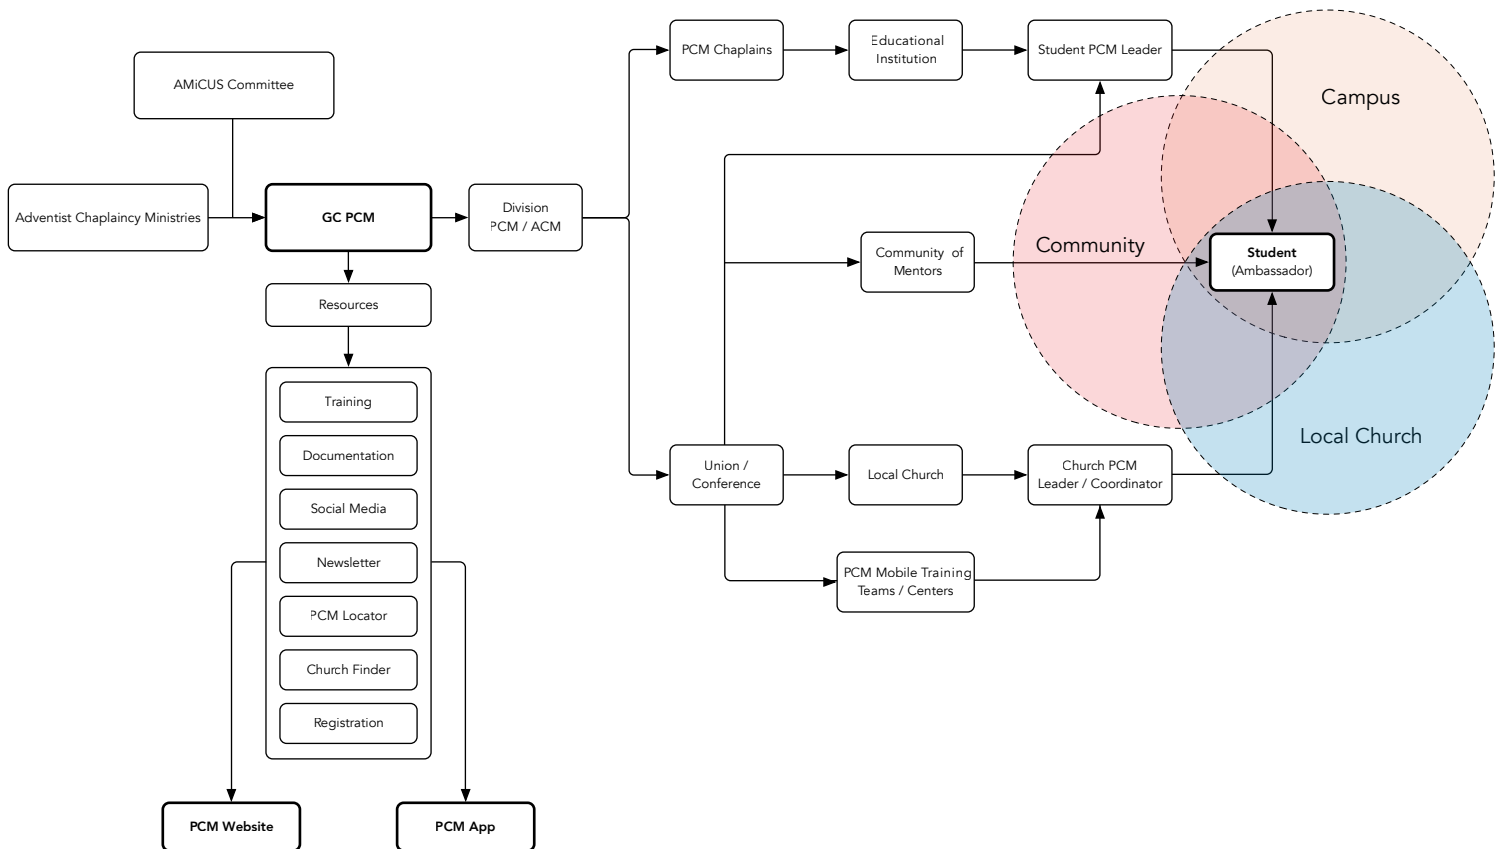 AMiCUS Committee
Adventist Chaplaincy Ministries
GC PCM
Division
PCM / ACM
PCM Chaplains
Educational
Institution
Student PCM Leader
Campus
Community
Community of
Mentors
Student
(Ambassador)
Local Church
Union /
Conference
Local Church
Church PCM
Leader / Coordinator
PCM Mobile Training
Teams / Centers
Resources
Training
Documentation
Social Media
Newsletter
PCM Locator
Church Finder
Registration
PCM Website
PCM App